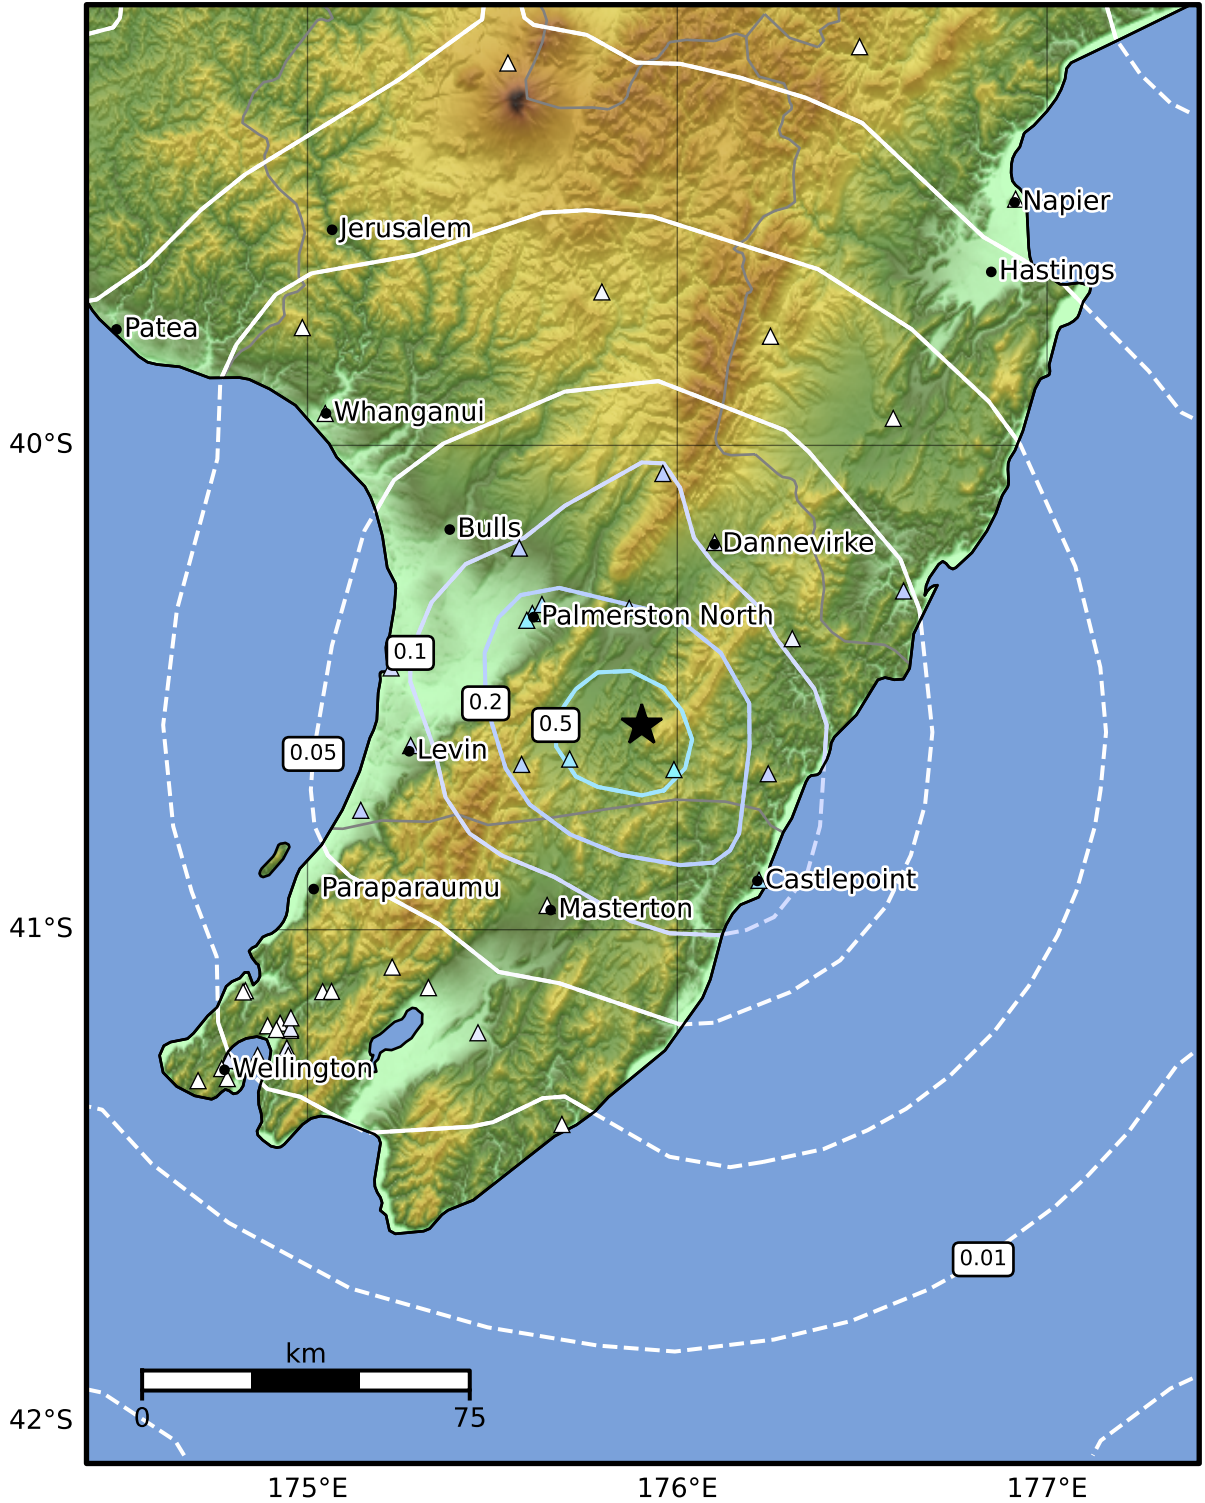 Napier
Jerusalem
Hastings
Patea
Whanganui
40°S
Bulls
Dannevirke
Palmerston North
0.1
0.2
0.5
0.05
Levin
Castlepoint
Paraparaumu
Masterton
41°S
Wellington
0.01
km
0 75
42°S
175°E 176°E 177°E